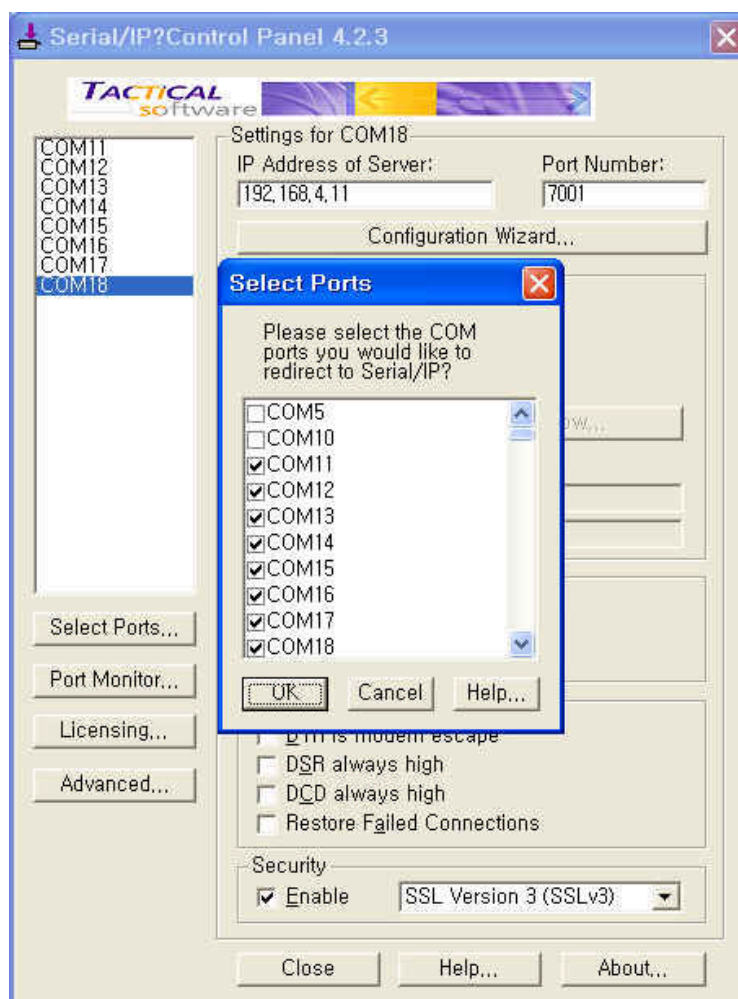 Serial/IP?Control Panel 4.2.3
TACTICAL
software
COM11
COM12
COM13
COM14
COM15
COM16
COM17
COM18
Select Ports...
Port Monitor...
Licensing...
Advanced...
Settings for COM18
IP Address of Server:
Port Number:
192,168,4,11
7001
Configuration Wizard...
Select Ports
Please select the COM
ports you would like to
redirect to Serial/IP?
COM5
COM10
COM11
COM12
COM13
COM14
COM15
COM16
COM17
COM18
OK
Cancel
Help...
DSR always high
DCD always high
Restore Failed Connections
Security
Enable
SSL Version 3 (SSLv3)
Close
Help...
About...